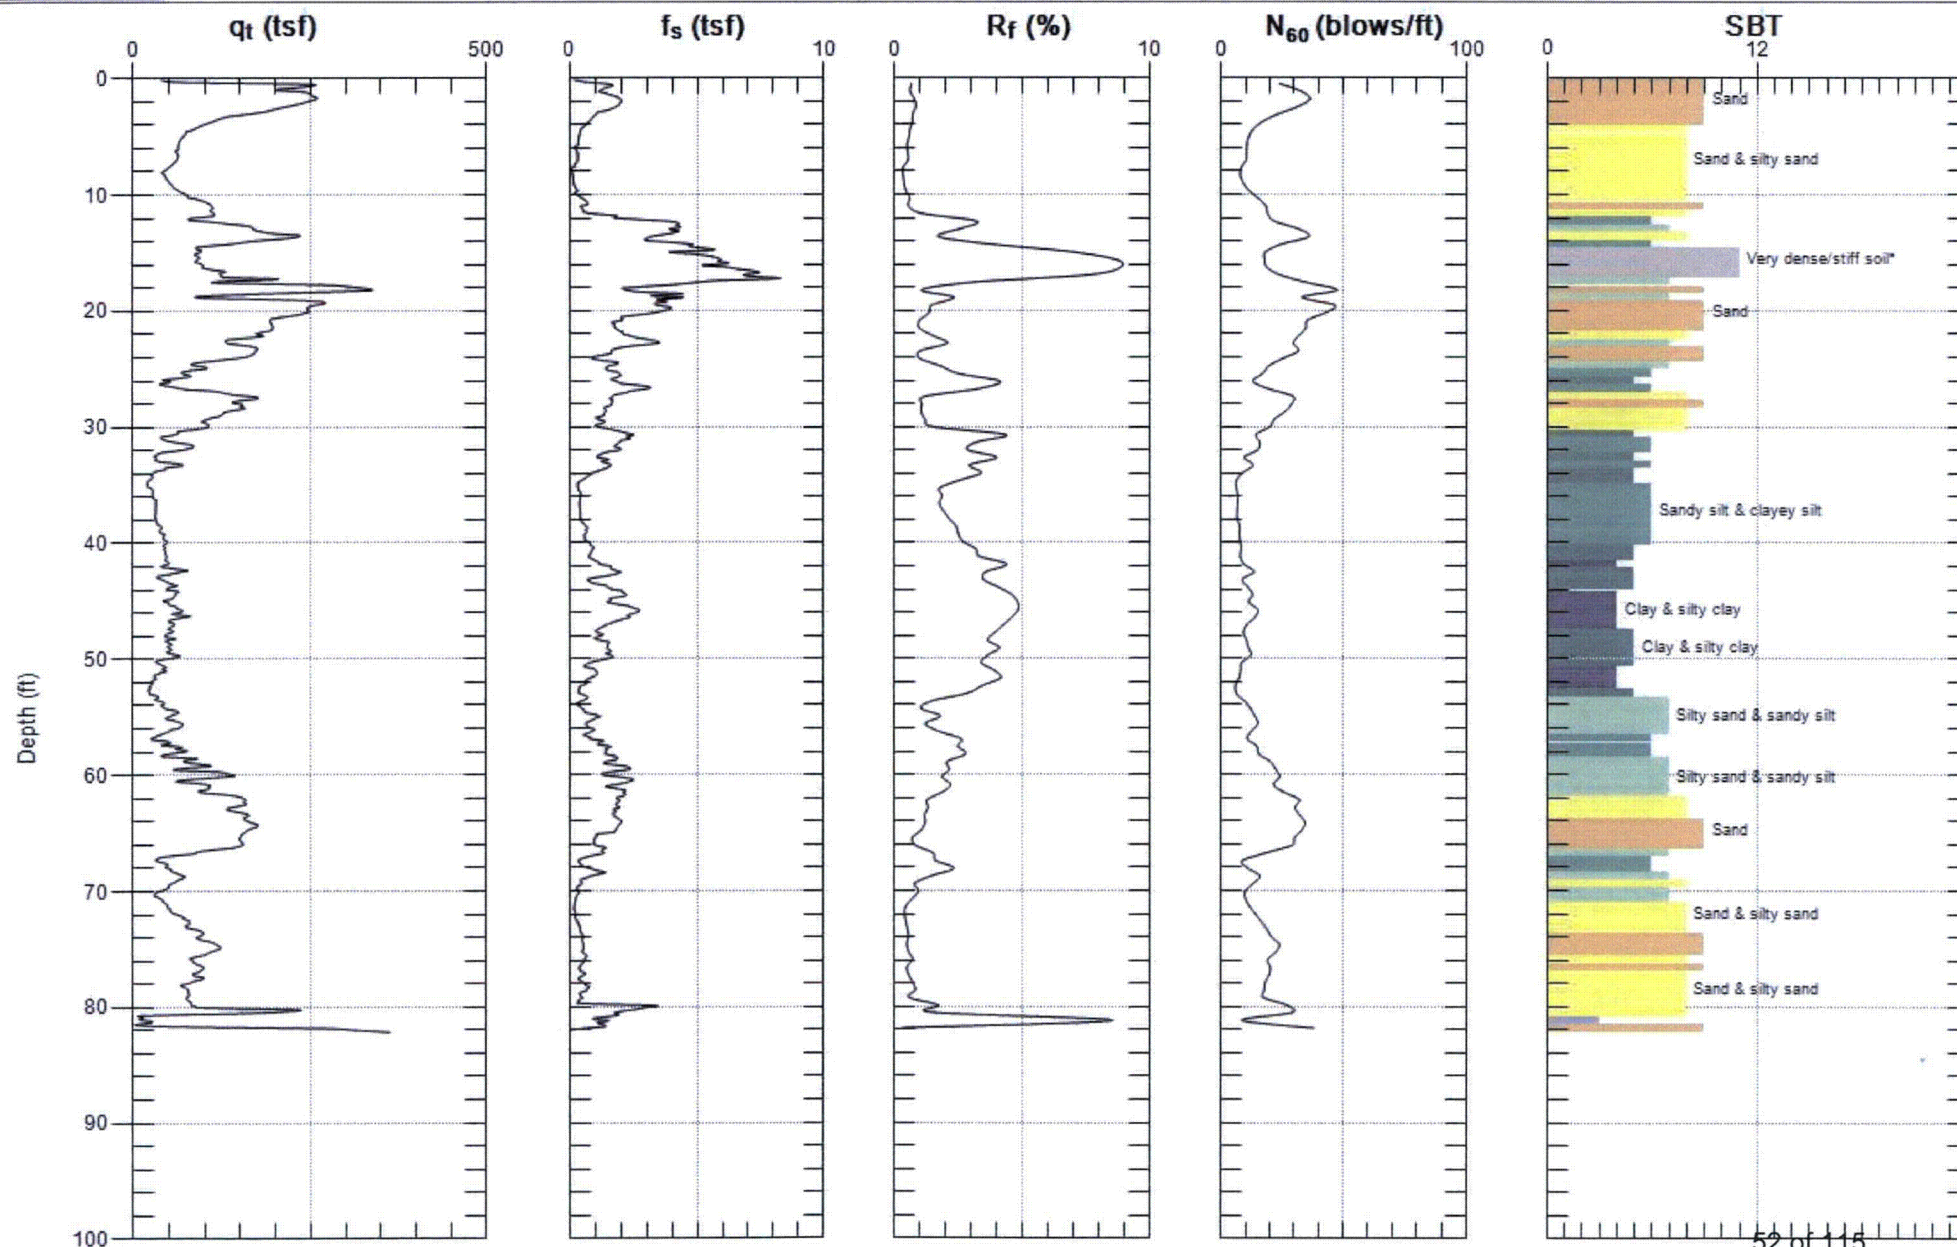 qt (tsf)
fs (tsf)
Rf (%)
N60 (blows/ft)
SBT
0
500
0
10
0
10
0
100
0
12
0
Sand
Sand & silty sand
10
Very dense/stiff soil*
20
Sand
30
Sandy silt & clayey silt
40
Clay & silty clay
Clay & silty clay
50
Depth (ft)
Silty sand & sandy silt
60
Silty sand & sandy silt
Sand
70
Sand & silty sand
Sand & silty sand
80
90
100
52 of 115